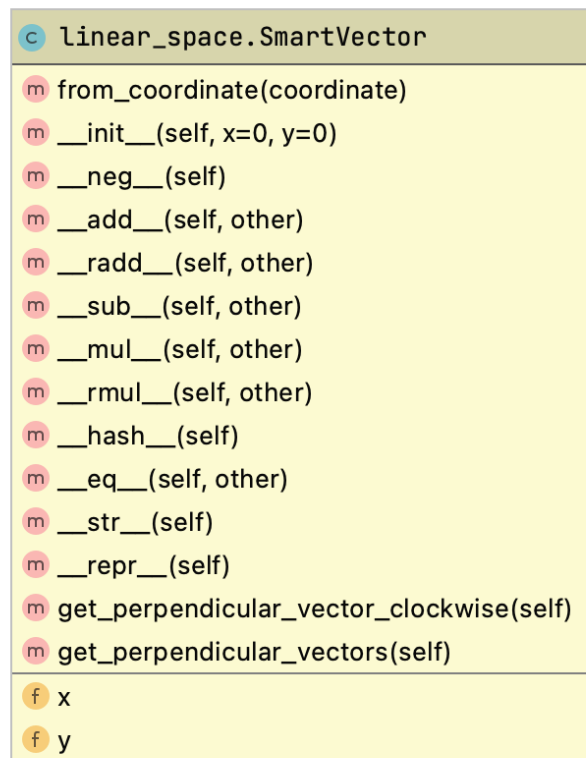 c linear_space.SmartVector
m from_coordinate(coordinate)
m __init__(self, x=0, y=0)
m __neg__(self)
m __add__(self, other)
m __radd__(self, other)
m __sub__(self, other)
m __mul__(self, other)
m __rmul__(self, other)
m __hash__(self)
m __eq__(self, other)
m __str__(self)
m __repr__(self)
m get_perpendicular_vector_clockwise(self)
m get_perpendicular_vectors(self)
f x
f y